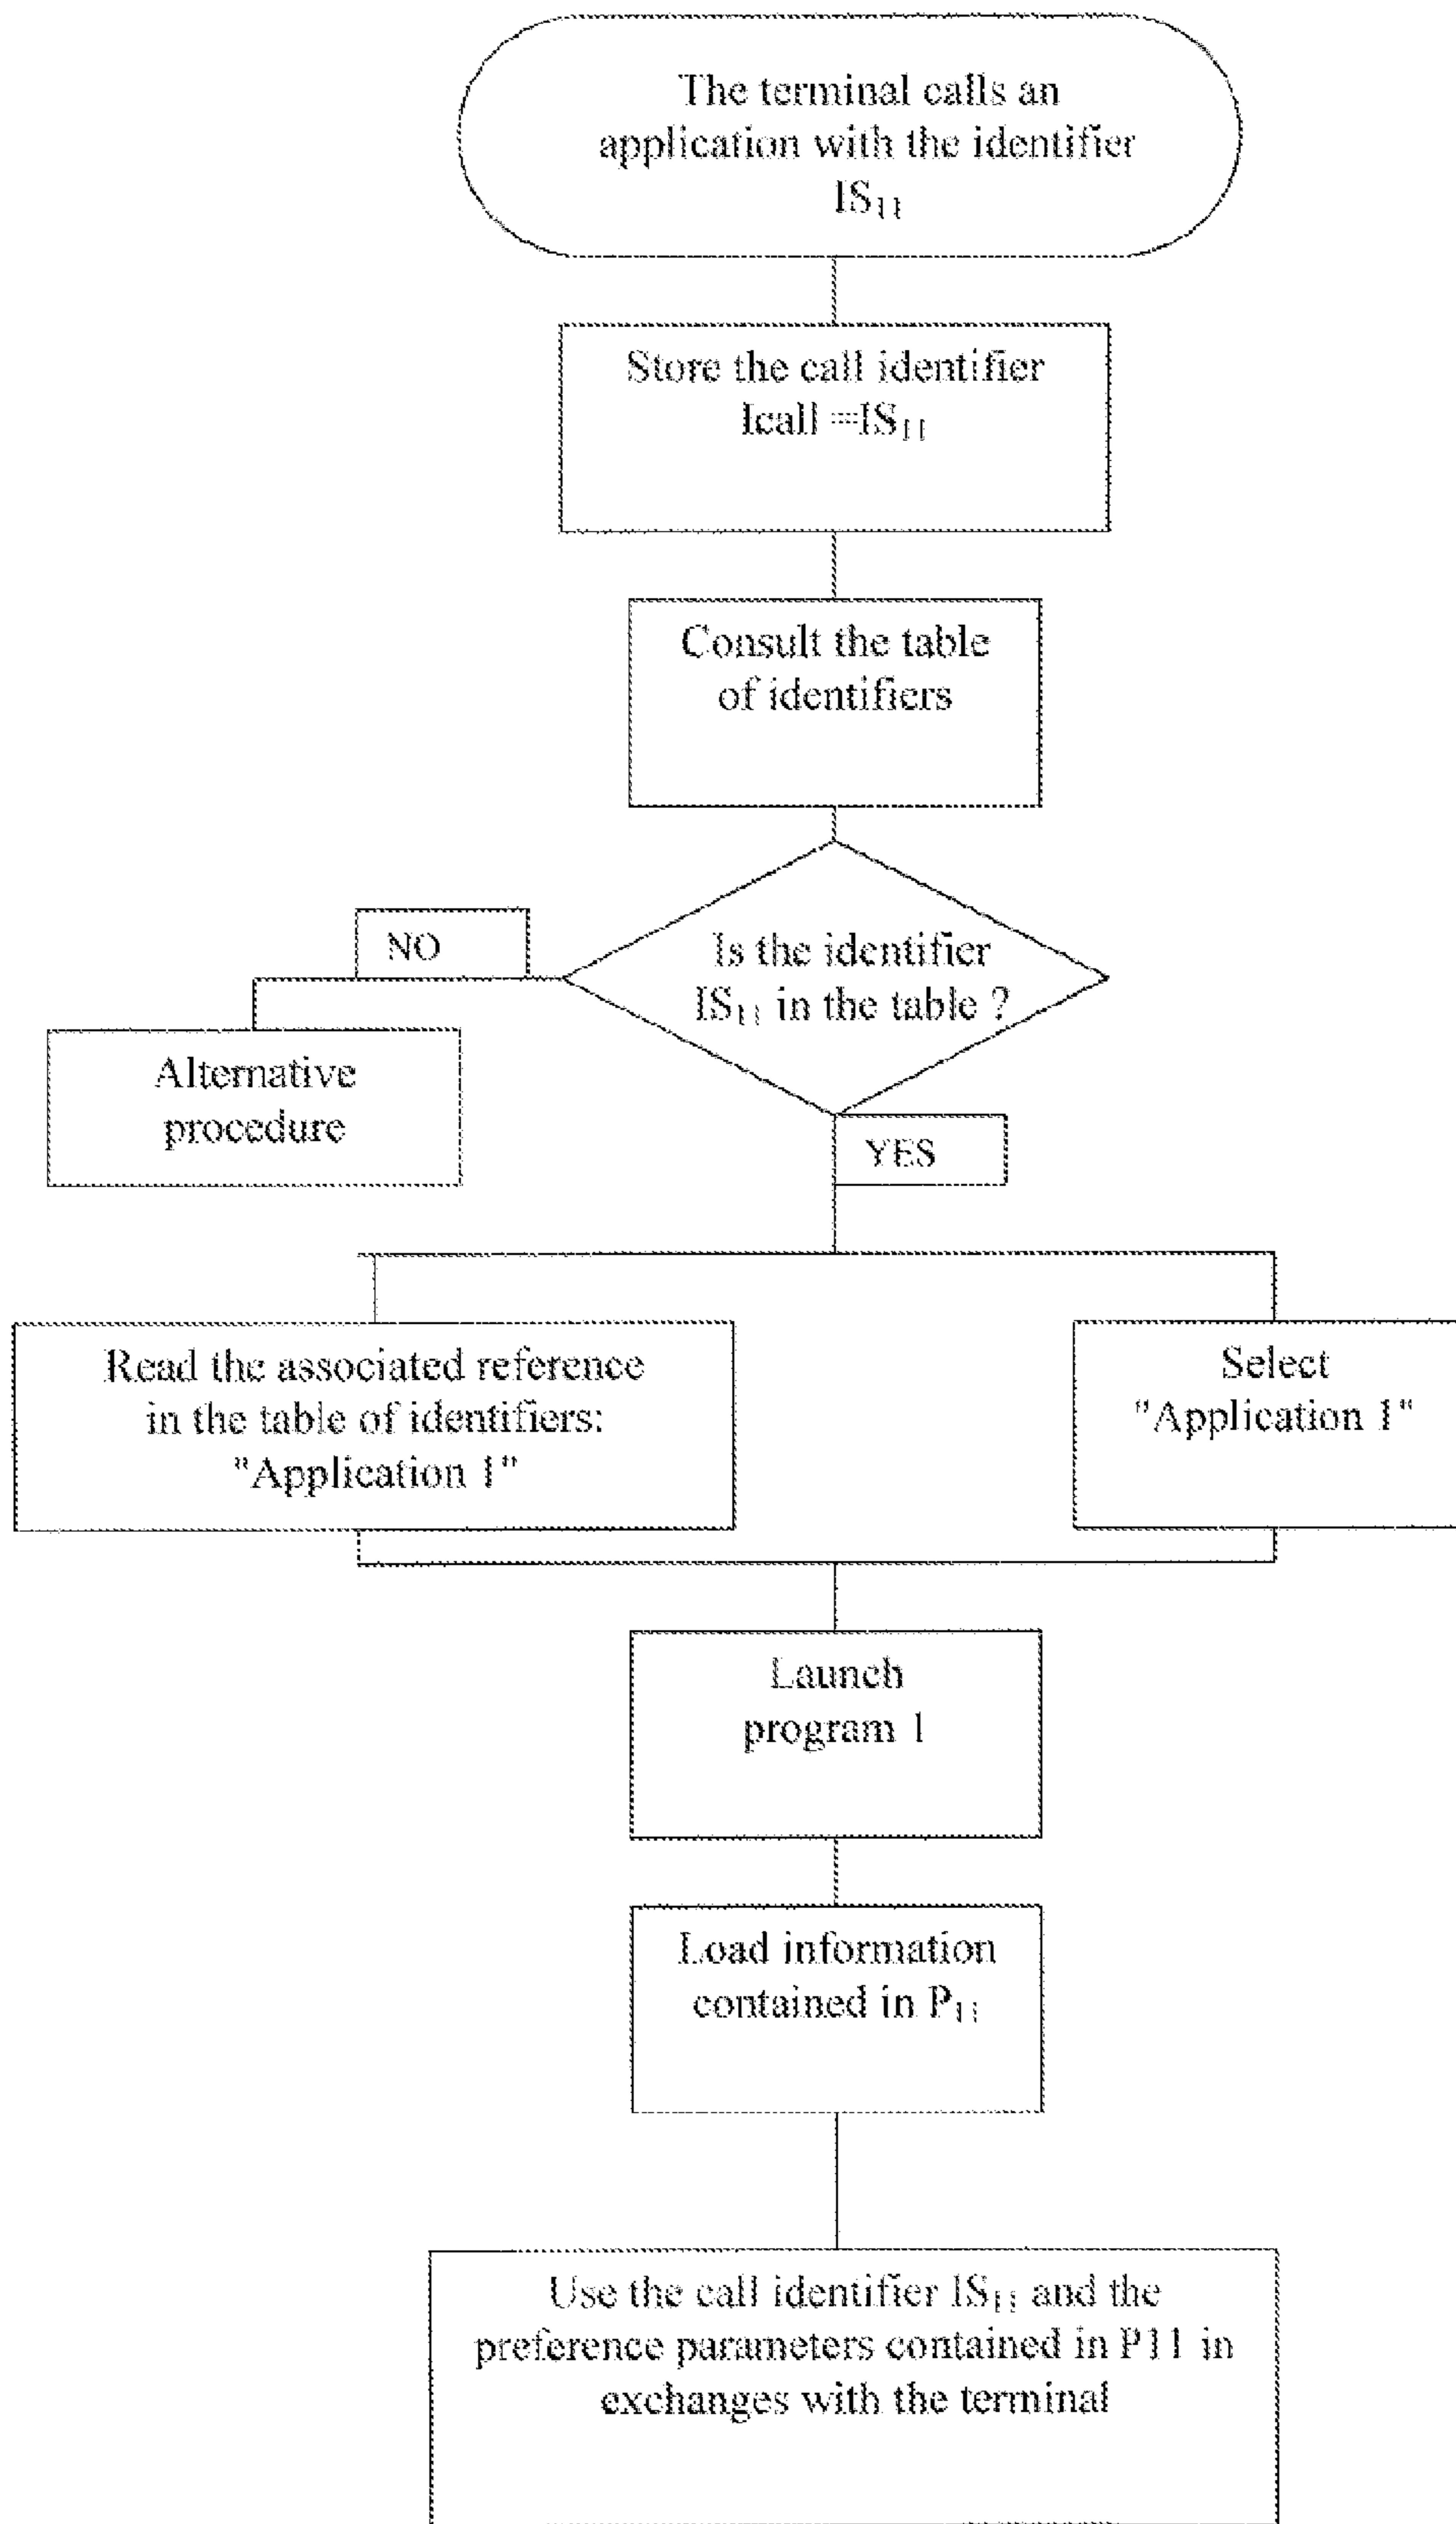 The terminal calls an
application with the identifier
IS₁₁
Store the call identifier
Icall =IS₁₁
Consult the table
of identifiers
Is the identifier
IS₁₁ in the table ?
NO
Alternative
procedure
YES
Read the associated reference
in the table of identifiers:
"Application 1"
Select
"Application 1"
Launch
program 1
Load information
contained in P₁₁
Use the call identifier IS₁₁ and the
preference parameters contained in P11 in
exchanges with the terminal